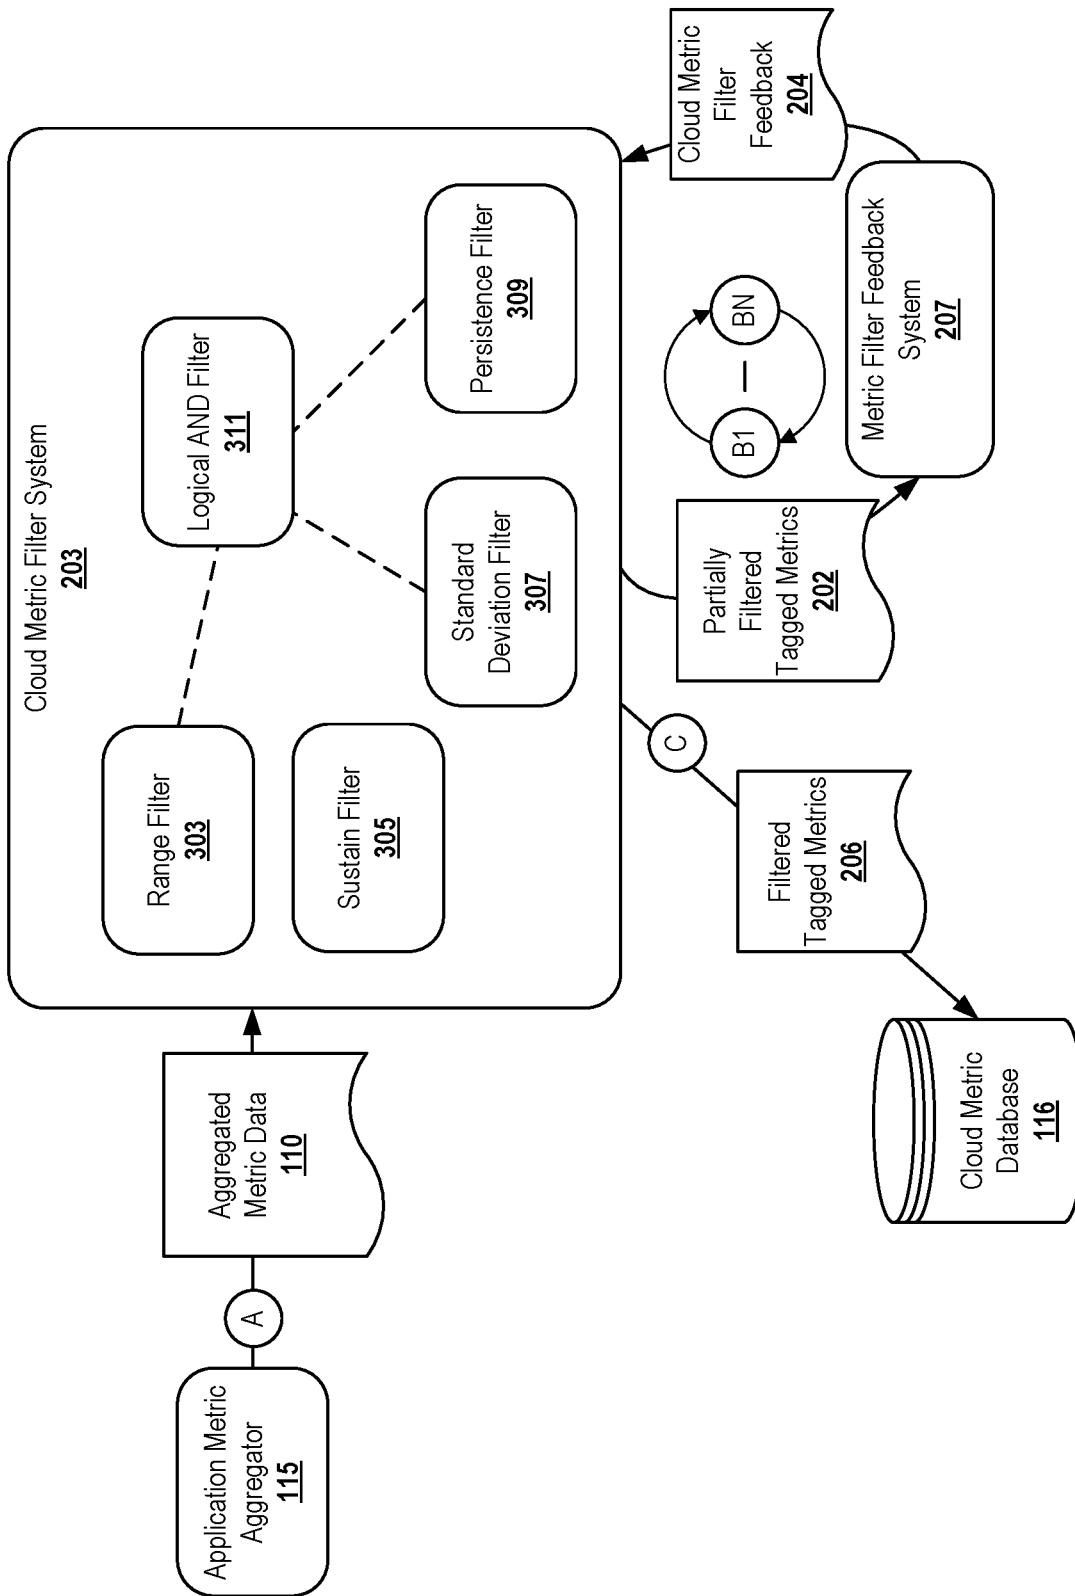 Application Metric
Aggregator
115
A
Aggregated
Metric Data
110
Cloud Metric Filter System
203
Range Filter
303
Sustain Filter
305
Logical AND Filter
311
Standard
Deviation Filter
307
Persistence Filter
309
C
Filtered
Tagged Metrics
206
Cloud Metric
Database
116
Partially
Filtered
Tagged Metrics
202
B1
BN
Metric Filter Feedback
System
207
Cloud Metric
Filter
Feedback
204